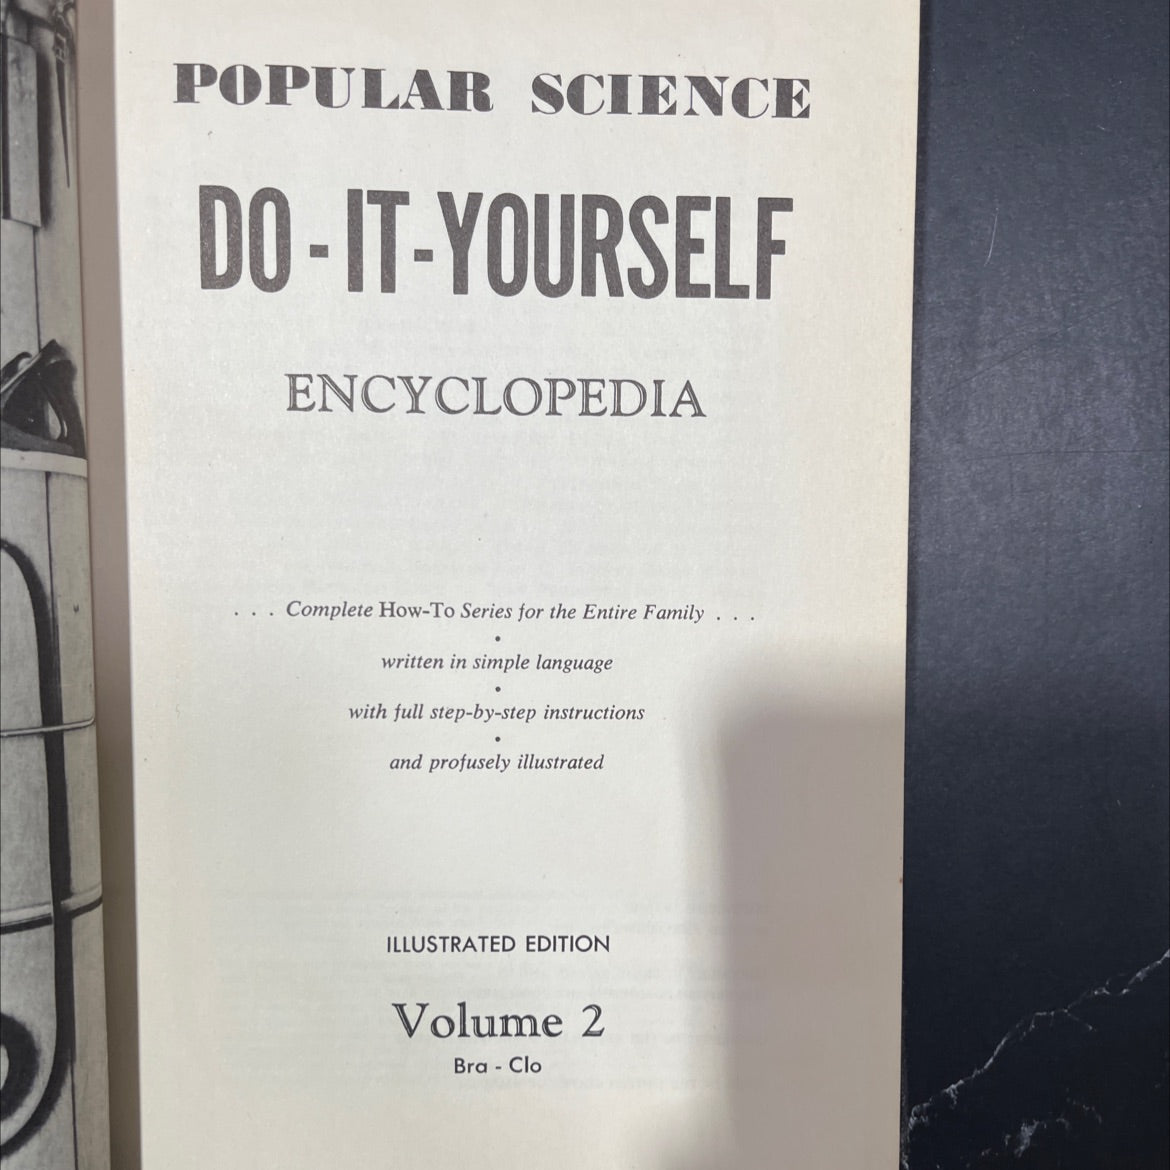 POPULAR SCIENCE
DO-IT-YOURSELF
ENCYCLOPEDIA
. . . Complete How-To Series for the Entire Family . . .
•
written in simple language
•
with full step-by-step instructions
•
and profusely illustrated
ILLUSTRATED EDITION
Volume 2
Bra - Clo